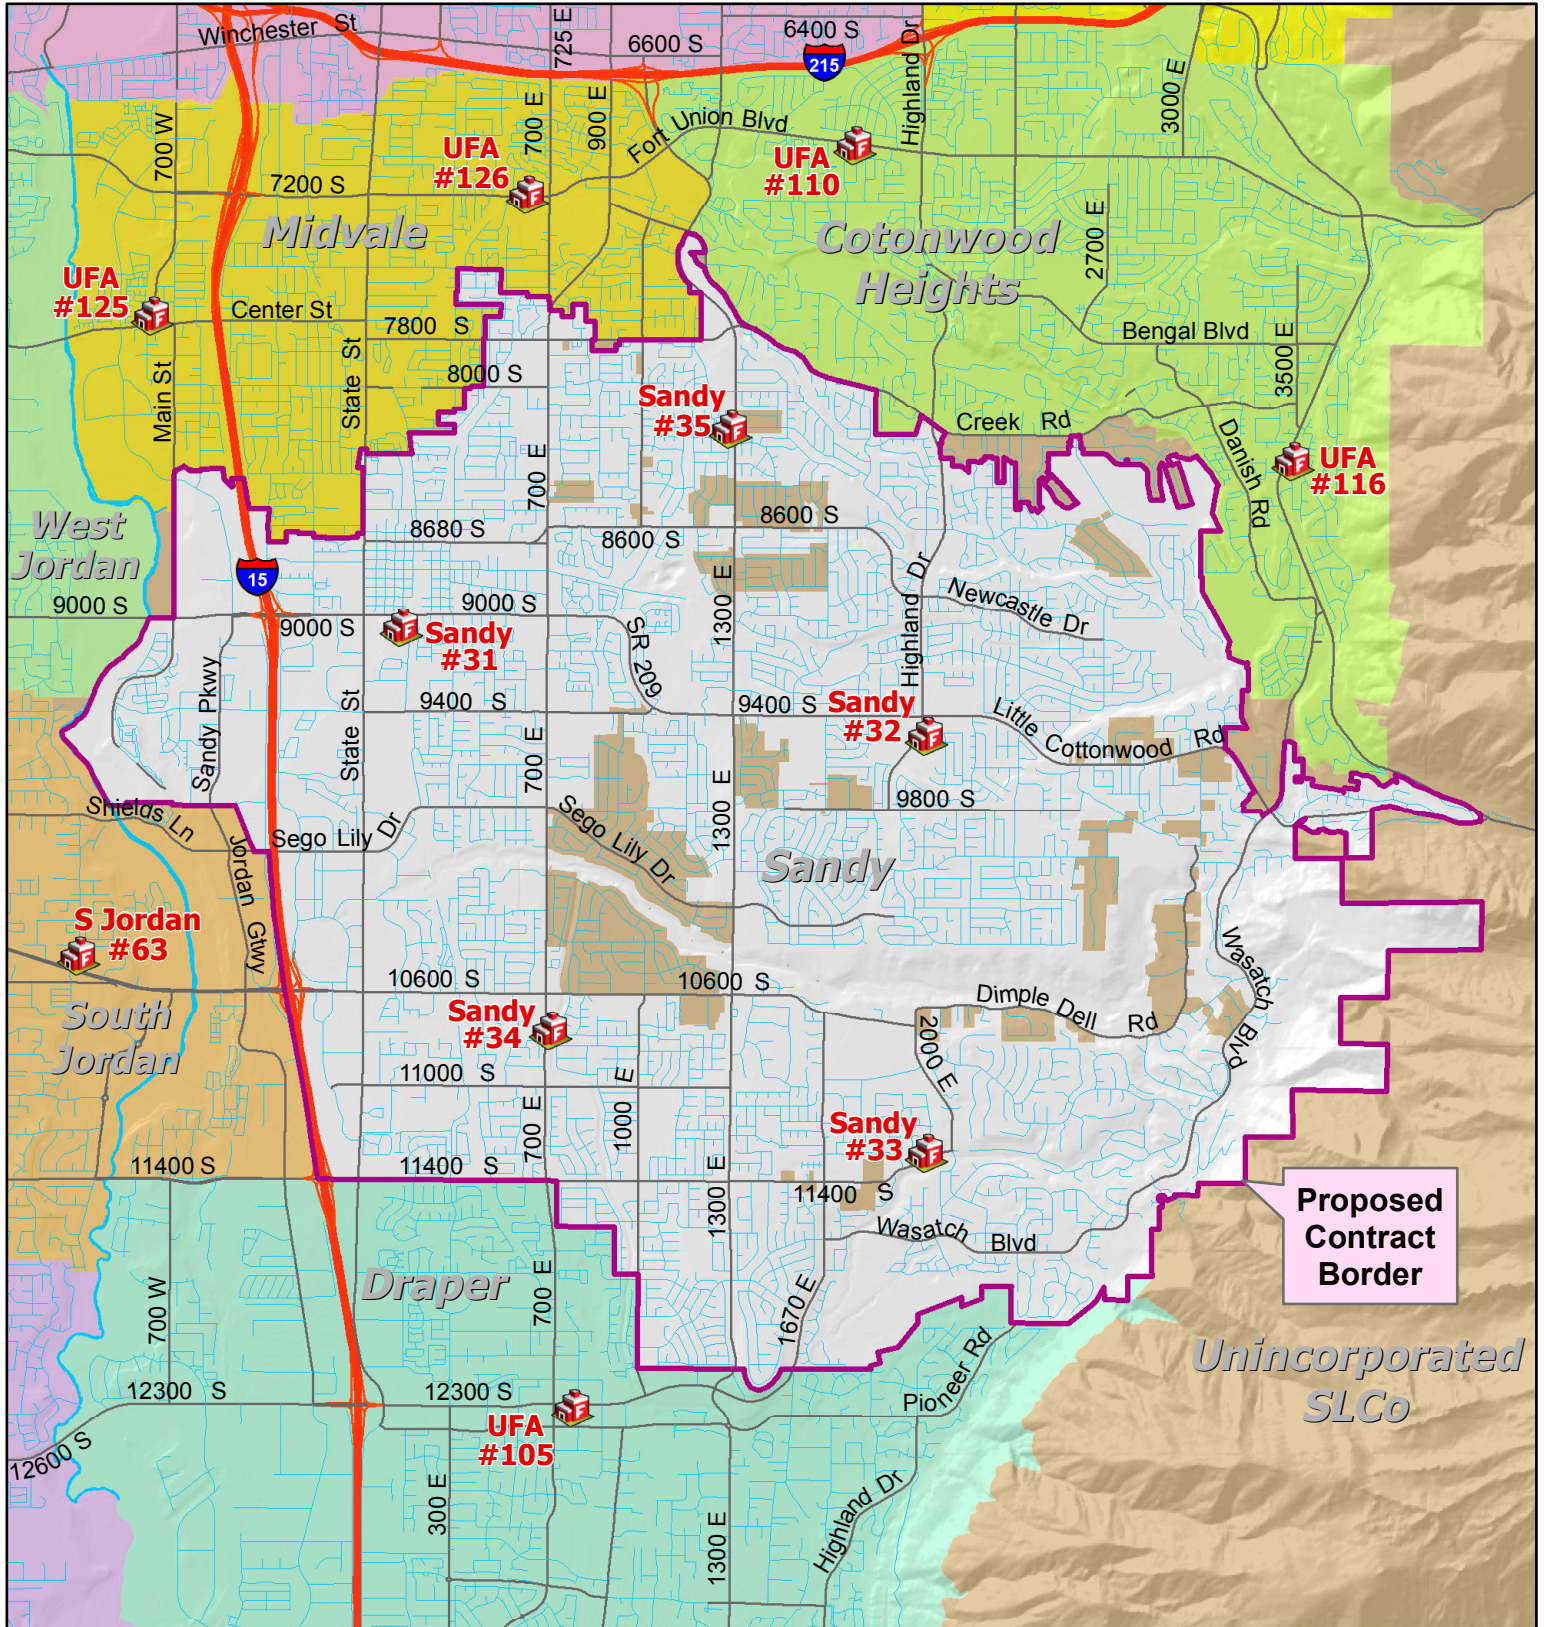 Winchester St
725 E
6400 S
Highland Dr
6600 S
215
3000 E
700 W
700 E
900 E
Fort Union Blvd
UFA
#126
UFA
#110
7200 S
Midvale
Cotonwood
Heights
2700 E
UFA
#125
Center St
7800 S
Bengal Blvd
3500 E
State St
8000 S
Main St
Sandy
#35
Creek Rd
Danish Rd
UFA
#116
700 E
West
Jordan
8680 S
8600 S
8600 S
15
9000 S
9000 S
9000 S
1300 E
Highland Dr
Newcastle Dr
Sandy
#31
SR 209
Sandy Pkwy
State St
9400 S
9400 S
Sandy
#32
Little Cottonwood Rd
700 E
1300 E
9800 S
Shields Ln
Jordan Gtwy
Sego Lily Dr
Sego Lily Dr
Sandy
S Jordan
#63
Wasatch Blvd
10600 S
10600 S
Dimple Dell Rd
South
Jordan
Sandy
#34
2000 E
11000 S
1000 E
700 E
Sandy
#33
11400 S
11400 S
1300 E
11400 S
Proposed
Contract
Border
Wasatch Blvd
Draper
700 W
700 E
1670 E
Pioneer Rd
Unincorporated
SLCo
12300 S
12300 S
UFA
#105
12600 S
300 E
1300 E
Highland Dr